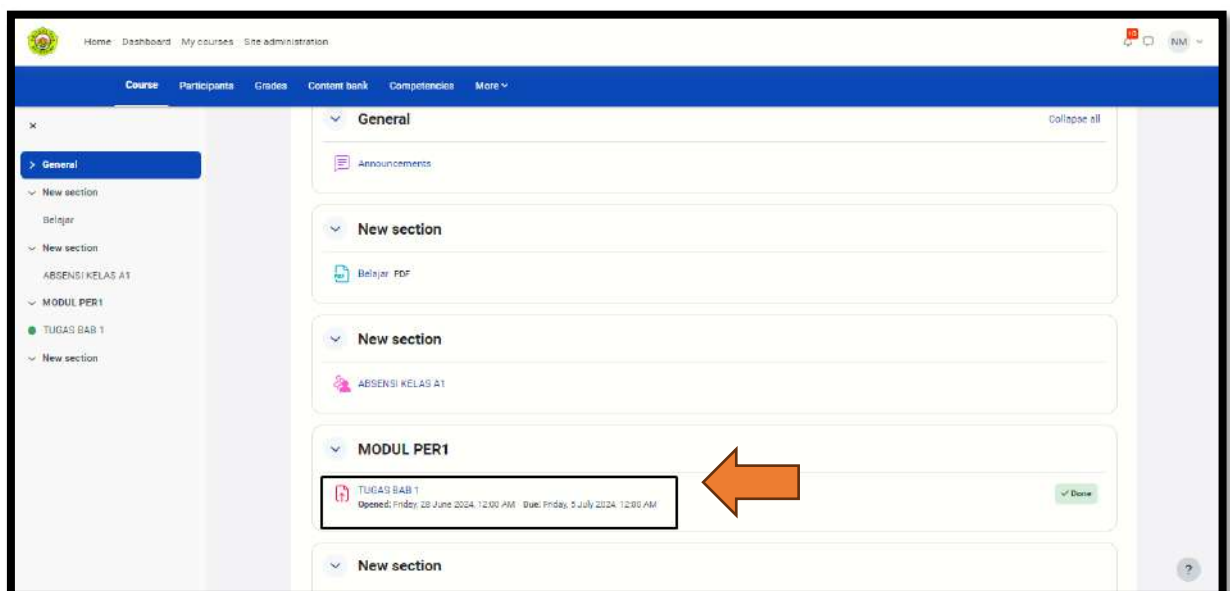 Home Dashboard My courses Site administration
10
NM
Course Participants Grades Content bank Competencies More
General
Collapse all
Announcements
New section
Belajar PDF
New section
ABSENSI KELAS A1
MODUL PER1
TUGAS BAB 1
Opened: Friday, 28 June 2024, 12:00 AM Due: Friday, 5 July 2024, 12:00 AM
Done
New section
General
New section
Belajar
New section
ABSENSI KELAS A1
MODUL PER1
TUGAS BAB 1
New section
?